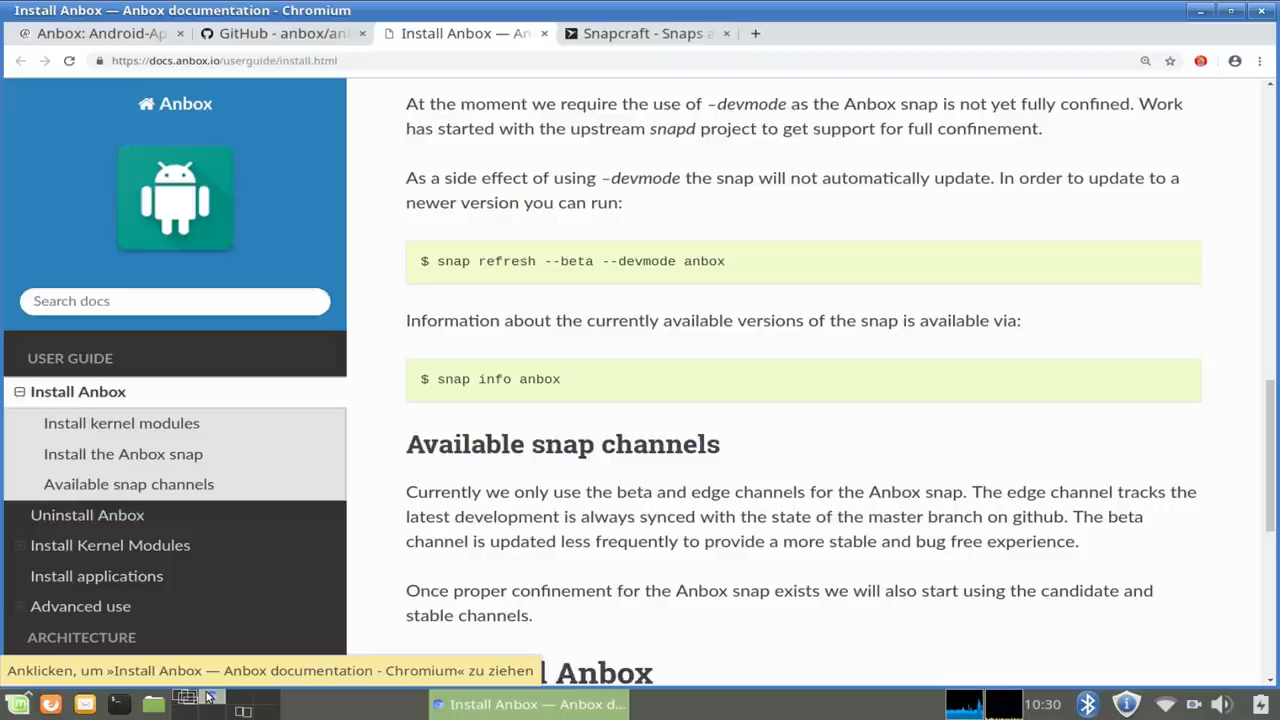 Install Anbox — Anbox documentation - Chromium
Anbox: Android-Ap
GitHub - anbox/an
Install Anbox — An
Snapcraft - Snaps a
https://docs.anbox.io/userguide/install.html
Anbox
Search docs
USER GUIDE
Install Anbox
Install kernel modules
Install the Anbox snap
Available snap channels
Uninstall Anbox
Install Kernel Modules
Install applications
Advanced use
ARCHITECTURE
At the moment we require the use of –devmode as the Anbox snap is not yet fully confined. Work
has started with the upstream snapd project to get support for full confinement.
As a side effect of using –devmode the snap will not automatically update. In order to update to a
newer version you can run:
$ snap refresh --beta --devmode anbox
Information about the currently available versions of the snap is available via:
$ snap info anbox
Available snap channels
Currently we only use the beta and edge channels for the Anbox snap. The edge channel tracks the
latest development is always synced with the state of the master branch on github. The beta
channel is updated less frequently to provide a more stable and bug free experience.
Once proper confinement for the Anbox snap exists we will also start using the candidate and
stable channels.
Anbox
Anklicken, um »Install Anbox — Anbox documentation - Chromium« zu ziehen
Install Anbox — Anbox d...
10:30